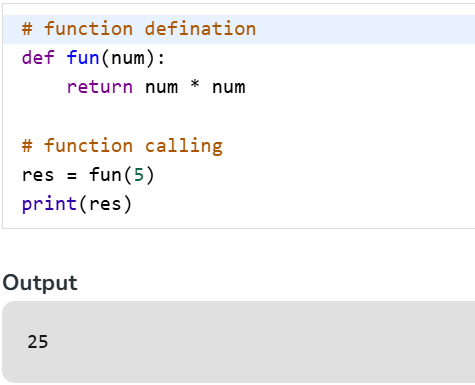 # function defination
def fun(num):
    return num * num
# function calling
res = fun(5)
print(res)
Output
25